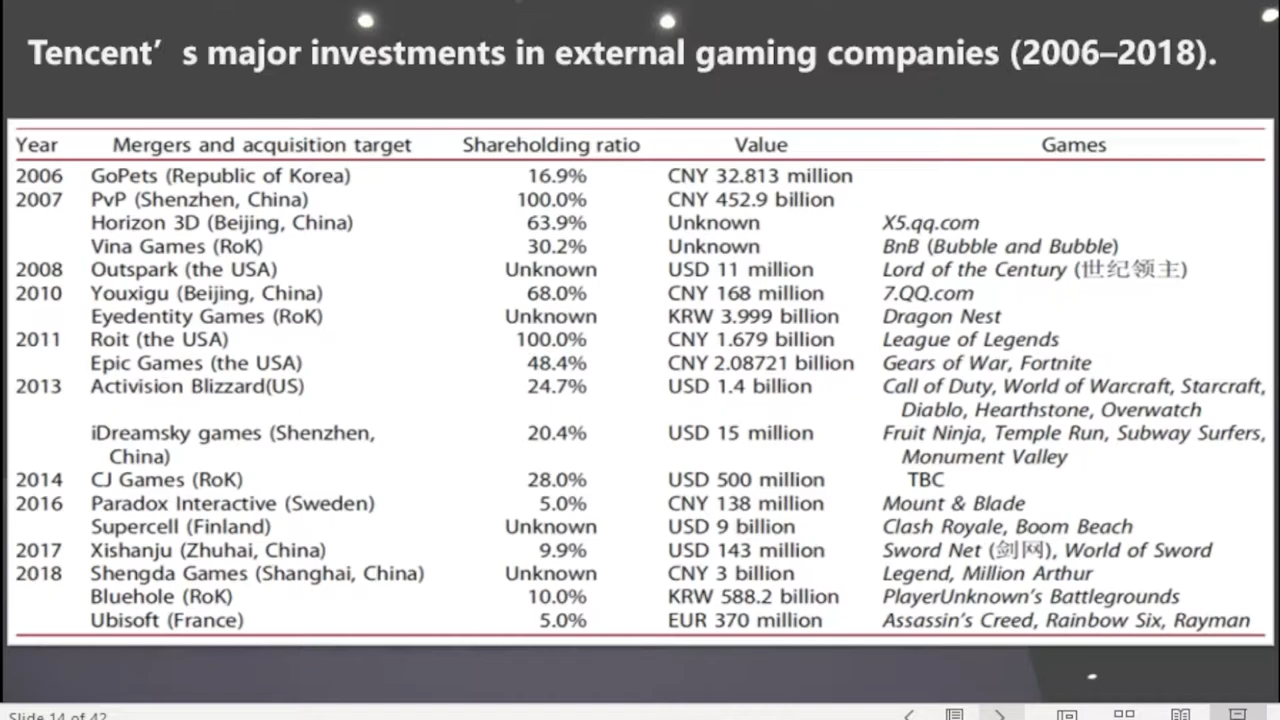 Tencent’ s major investments in external gaming companies (2006–2018).
Year Mergers and acquisition target Shareholding ratio Value Games
2006 GoPets (Republic of Korea) 16.9% CNY 32.813 million
2007 PvP (Shenzhen, China) 100.0% CNY 452.9 billion
Horizon 3D (Beijing, China) 63.9% Unknown X5.qq.com
Vina Games (RoK) 30.2% Unknown BnB (Bubble and Bubble)
2008 Outspark (the USA) Unknown USD 11 million Lord of the Century (世纪领主)
2010 Youxigu (Beijing, China) 68.0% CNY 168 million 7.QQ.com
Eyedentity Games (RoK) Unknown KRW 3.999 billion Dragon Nest
2011 Roit (the USA) 100.0% CNY 1.679 billion League of Legends
Epic Games (the USA) 48.4% CNY 2.08721 billion Gears of War, Fortnite
2013 Activision Blizzard(US) 24.7% USD 1.4 billion Call of Duty, World of Warcraft, Starcraft,
Diablo, Hearthstone, Overwatch
iDreamsky games (Shenzhen, 20.4% USD 15 million Fruit Ninja, Temple Run, Subway Surfers,
China) Monument Valley
2014 CJ Games (RoK) 28.0% USD 500 million TBC
2016 Paradox Interactive (Sweden) 5.0% CNY 138 million Mount & Blade
Supercell (Finland) Unknown USD 9 billion Clash Royale, Boom Beach
2017 Xishanju (Zhuhai, China) 9.9% USD 143 million Sword Net (剑网), World of Sword
2018 Shengda Games (Shanghai, China) Unknown CNY 3 billion Legend, Million Arthur
Bluehole (RoK) 10.0% KRW 588.2 billion PlayerUnknown’s Battlegrounds
Ubisoft (France) 5.0% EUR 370 million Assassin’s Creed, Rainbow Six, Rayman
Slide 14 of 42